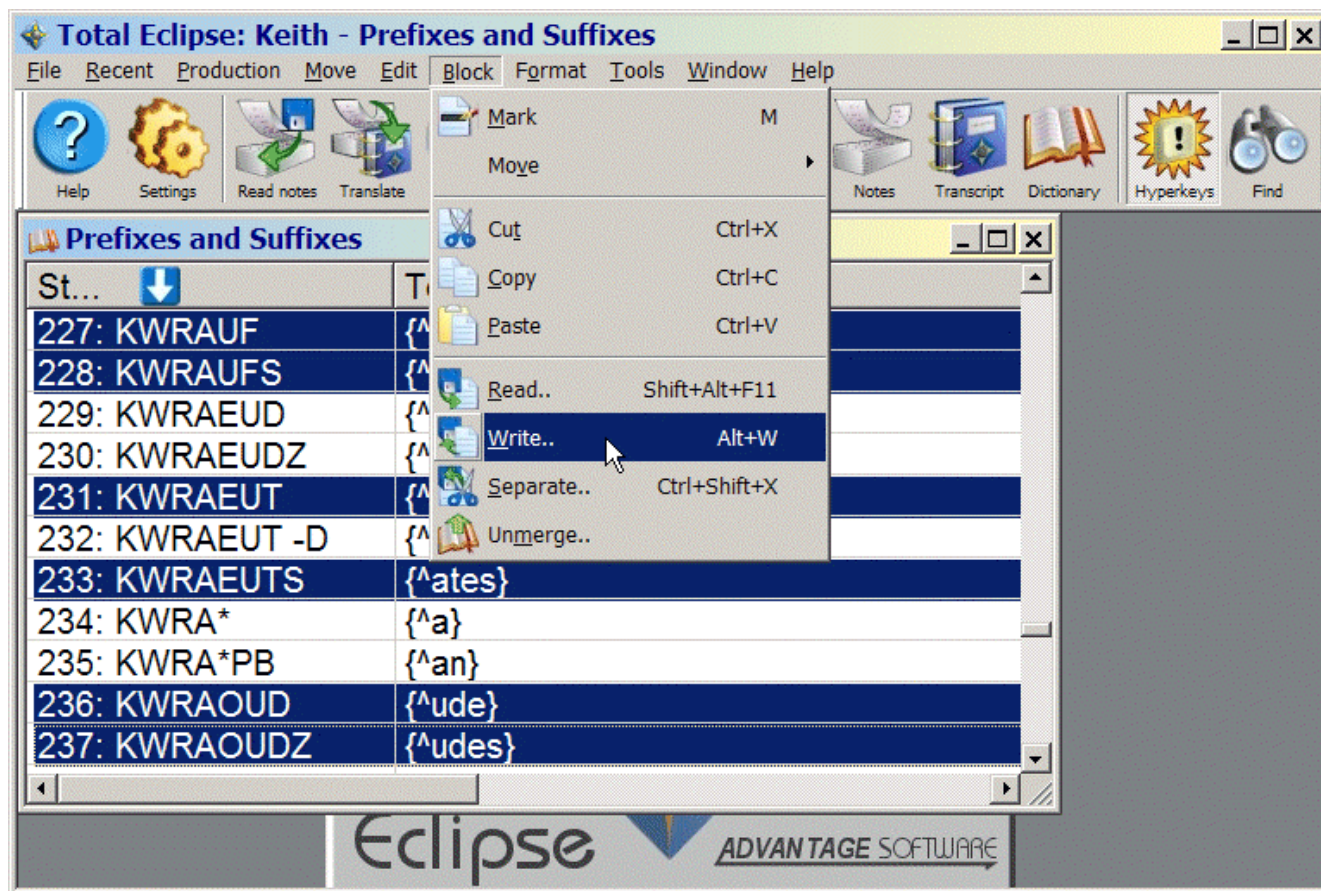 Total Eclipse: Keith - Prefixes and Suffixes
File Recent Production Move Edit Block Format Tools Window Help
Help Settings Read notes Translate Notes Transcript Dictionary Hyperkeys Find
Mark M
Move
Cut Ctrl+X
Copy Ctrl+C
Paste Ctrl+V
Read.. Shift+Alt+F11
Write.. Alt+W
Separate.. Ctrl+Shift+X
Unmerge..
Prefixes and Suffixes
St...
227: KWRAUF {^
228: KWRAUFS {^
229: KWRAEUD {^
230: KWRAEUDZ {^
231: KWRAEUT {^
232: KWRAEUT -D {^
233: KWRAEUTS {^ates}
234: KWRA* {^a}
235: KWRA*PB {^an}
236: KWRAOUD {^ude}
237: KWRAOUDZ {^udes}
Eclipse ADVANTAGE SOFTWARE